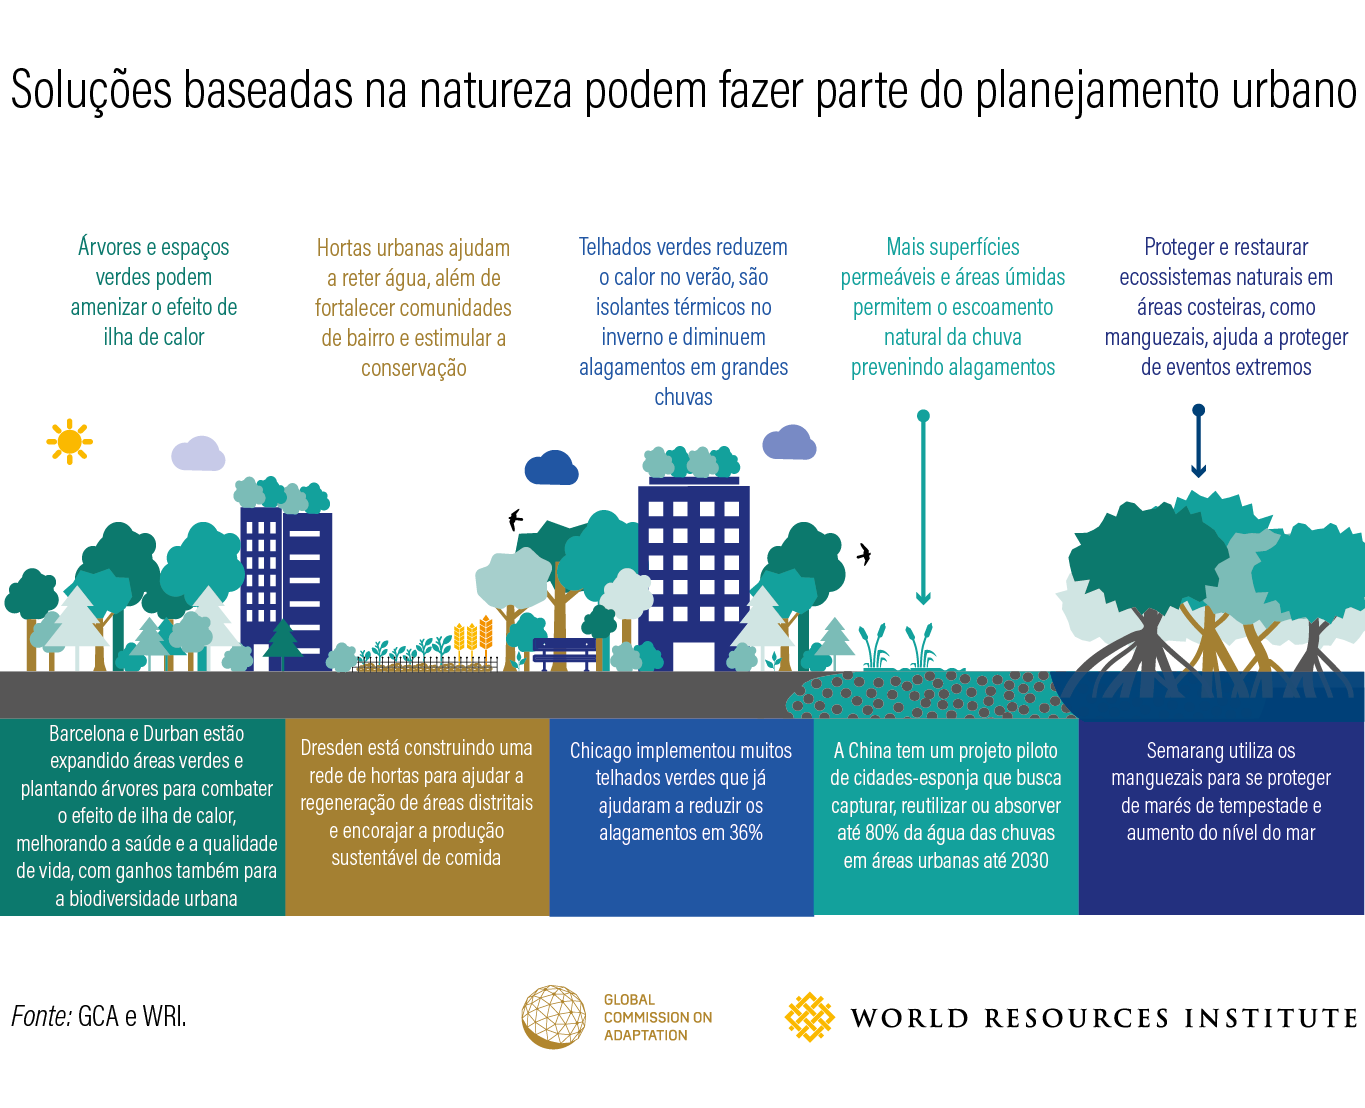 Soluções baseadas na natureza podem fazer parte do planejamento urbano
Árvores e espaços
verdes podem
amenizar o efeito de
ilha de calor
Hortas urbanas ajudam
a reter água, além de
fortalecer comunidades
de bairro e estimular a
conservação
Telhados verdes reduzem
o calor no verão, são
isolantes térmicos no
inverno e diminuem
alagamentos em grandes
chuvas
Mais superfícies
permeáveis e áreas úmidas
permitem o escoamento
natural da chuva
prevenindo alagamentos
Proteger e restaurar
ecossistemas naturais em
áreas costeiras, como
manguezais, ajuda a proteger
de eventos extremos
Barcelona e Durban estão
expandido áreas verdes e
plantando árvores para combater
o efeito de ilha de calor,
melhorando a saúde e a qualidade
de vida, com ganhos também para
a biodiversidade urbana
Dresden está construindo uma
rede de hortas para ajudar a
regeneração de áreas distritais
e encorajar a produção
sustentável de comida
Chicago implementou muitos
telhados verdes que já
ajudaram a reduzir os
alagamentos em 36%
A China tem um projeto piloto
de cidades-esponja que busca
capturar, reutilizar ou absorver
até 80% da água das chuvas
em áreas urbanas até 2030
Semarang utiliza os
manguezais para se proteger
de marés de tempestade e
aumento do nível do mar
Fonte: GCA e WRI.
GLOBAL
COMMISSION ON
ADAPTATION
WORLD RESOURCES INSTITUTE